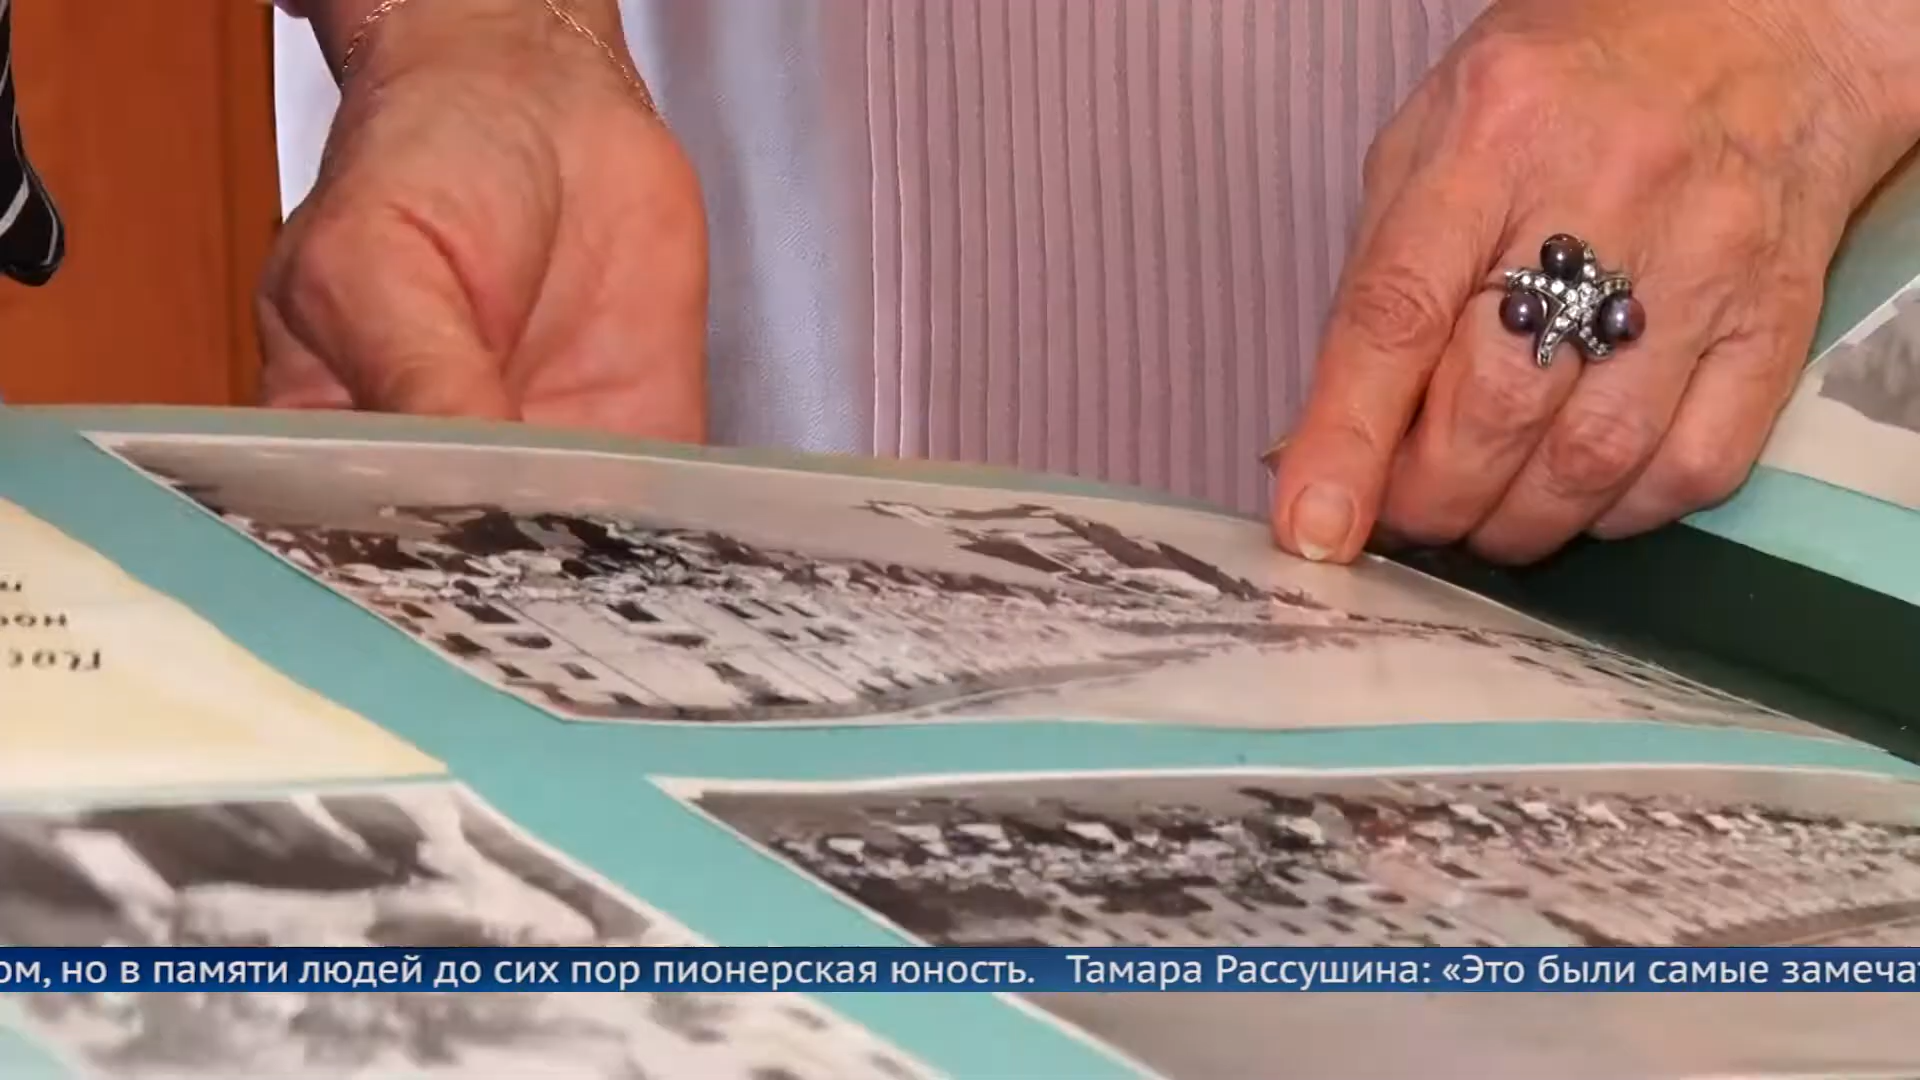 ом, но в памяти людей до сих пор пионерская юность. Тамара Рассушина: «Это были самые замеча